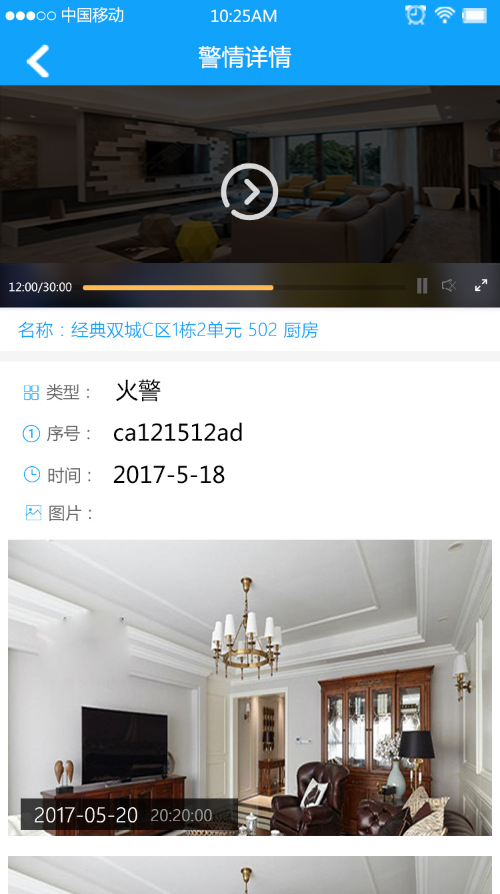 中国移动 10:25AM
警情详情
12:00/30:00
名称：经典双城C区1栋2单元 502 厨房
类型： 火警
1 序号： ca121512ad
时间： 2017-5-18
图片：
2017-05-20 20:20:00